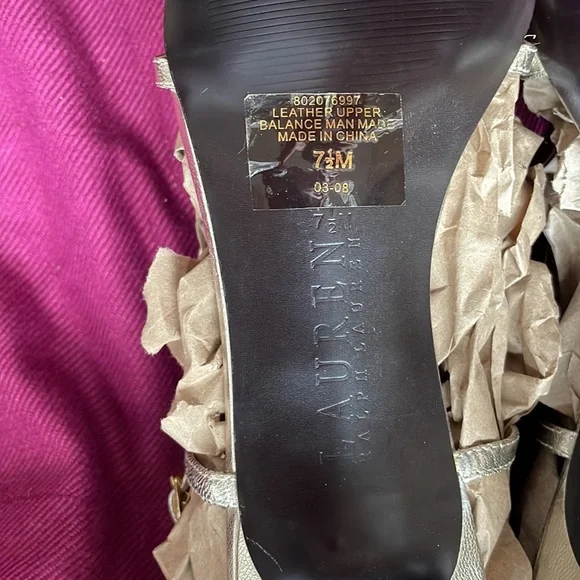 802076997
LEATHER UPPER
BALANCE MAN MADE
MADE IN CHINA
7½M
03-08
7½
LAUREN
RALPH LAUREN